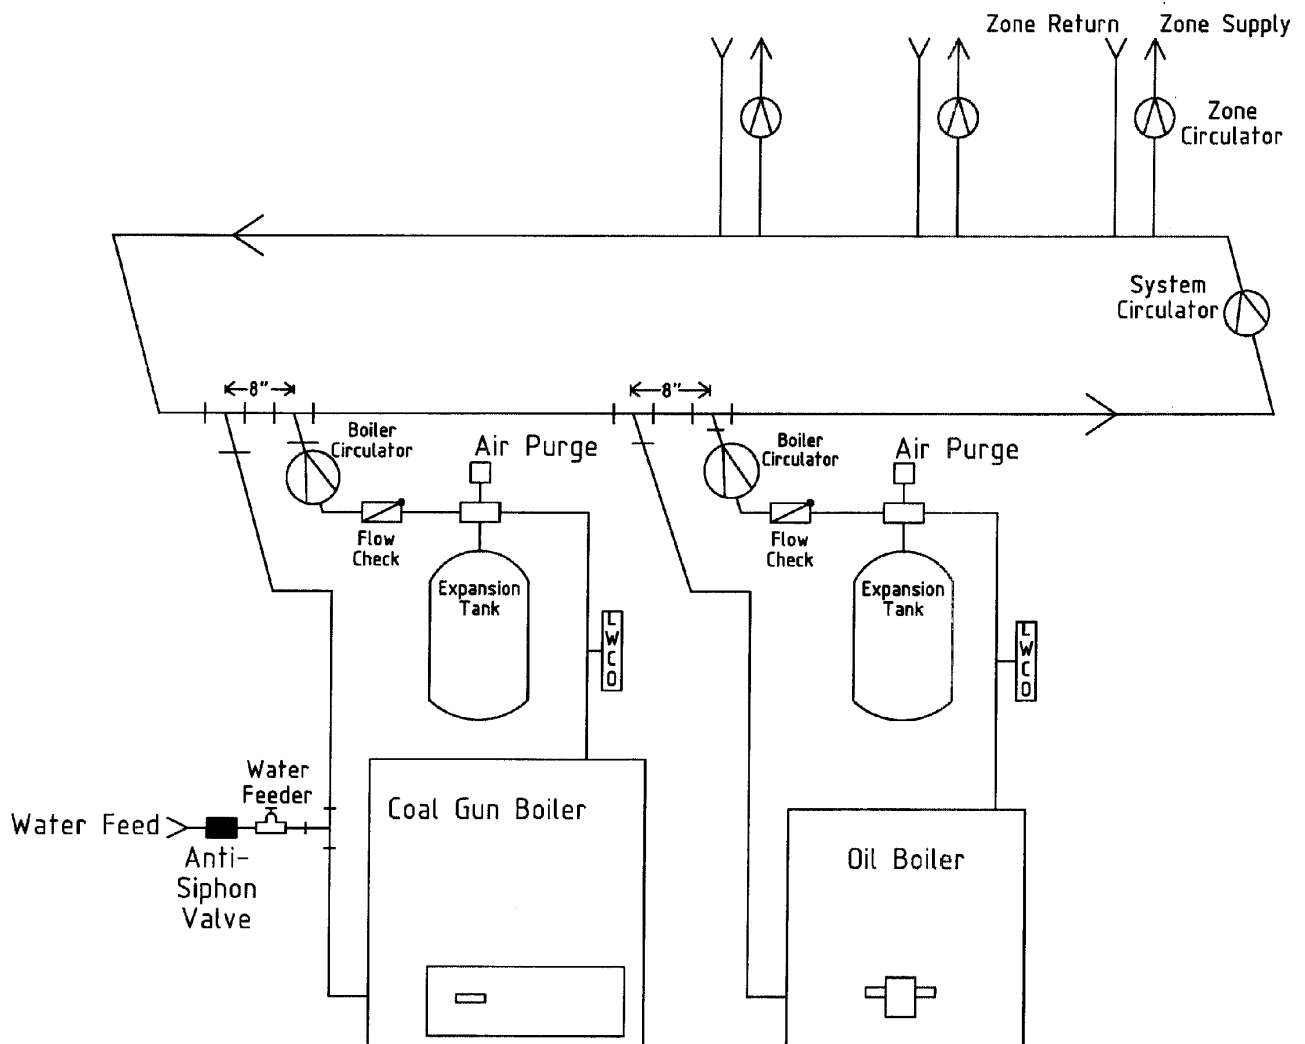 Zone Return
Zone Supply
Zone
Circulator
System
Circulator
8"
8"
Boiler
Circulator
Air Purge
Boiler
Circulator
Air Purge
Flow
Check
Flow
Check
Expansion
Tank
Expansion
Tank
LWCO
LWCO
Water
Feeder
Water Feed
Anti-
Siphon
Valve
Coal Gun Boiler
Oil Boiler